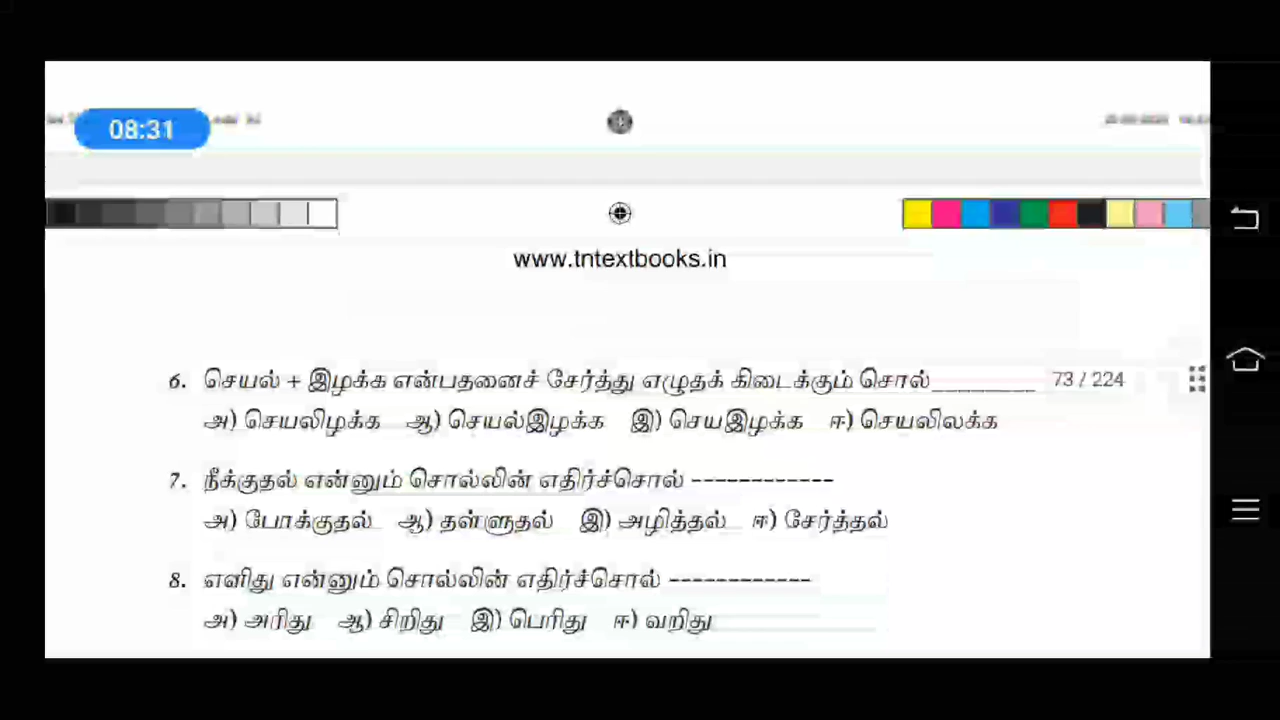 08:31
www.tntextbooks.in
6. செயல் + இழக்க என்பதனைச் சேர்த்து எழுதக் கிடைக்கும் சொல்_________ 73 / 224
அ) செயலிழக்க ஆ) செயல்இழக்க இ) செயஇழக்க ஈ) செயலிலக்க
7. நீக்குதல் என்னும் சொல்லின் எதிர்ச்சொல் ------------
அ) போக்குதல் ஆ) தள்ளுதல் இ) அழித்தல் ஈ) சேர்த்தல்
8. எளிது என்னும் சொல்லின் எதிர்ச்சொல் ------------
அ) அரிது ஆ) சிறிது இ) பெரிது ஈ) வறிது